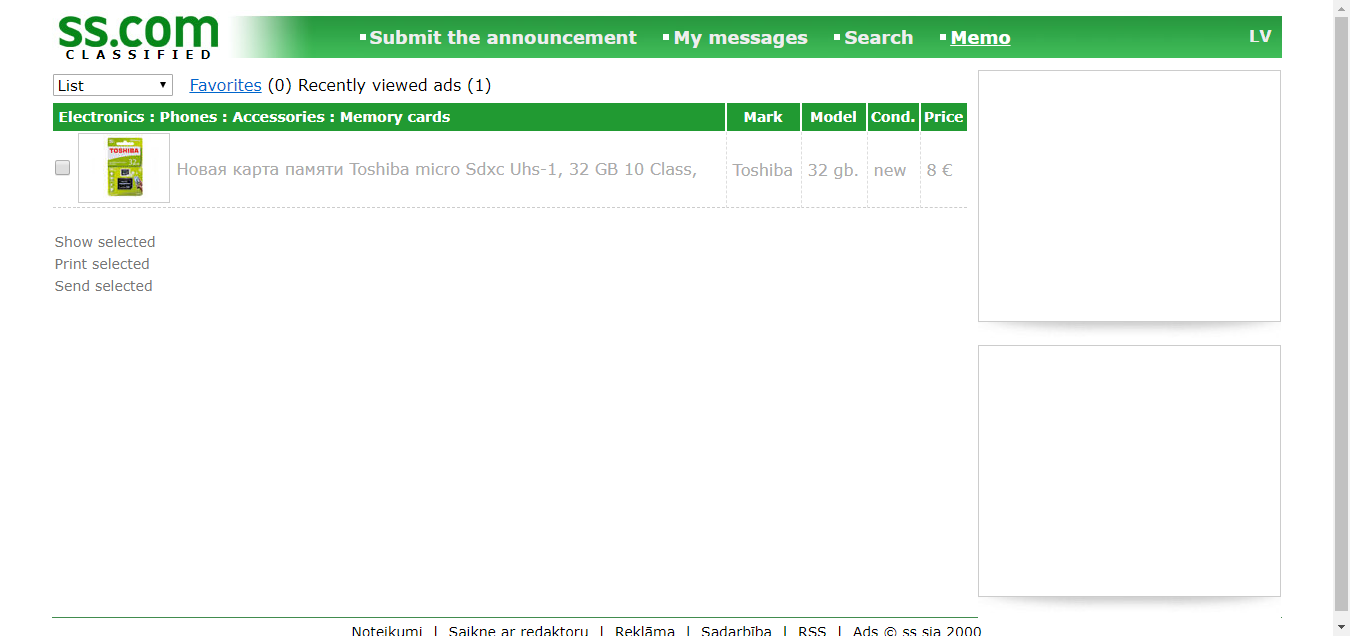 ss.com
CLASSIFIED
Submit the announcement My messages Search Memo LV
List Favorites (0) Recently viewed ads (1)
Electronics : Phones : Accessories : Memory cards Mark Model Cond. Price
TOSHIBA
Новая карта памяти Toshiba micro Sdxc Uhs-1, 32 GB 10 Class, Toshiba 32 gb. new 8 €
Show selected
Print selected
Send selected
Noteikumi | Saikne ar redaktoru | Reklāma | Sadarbība | RSS | Ads © ss sia 2000